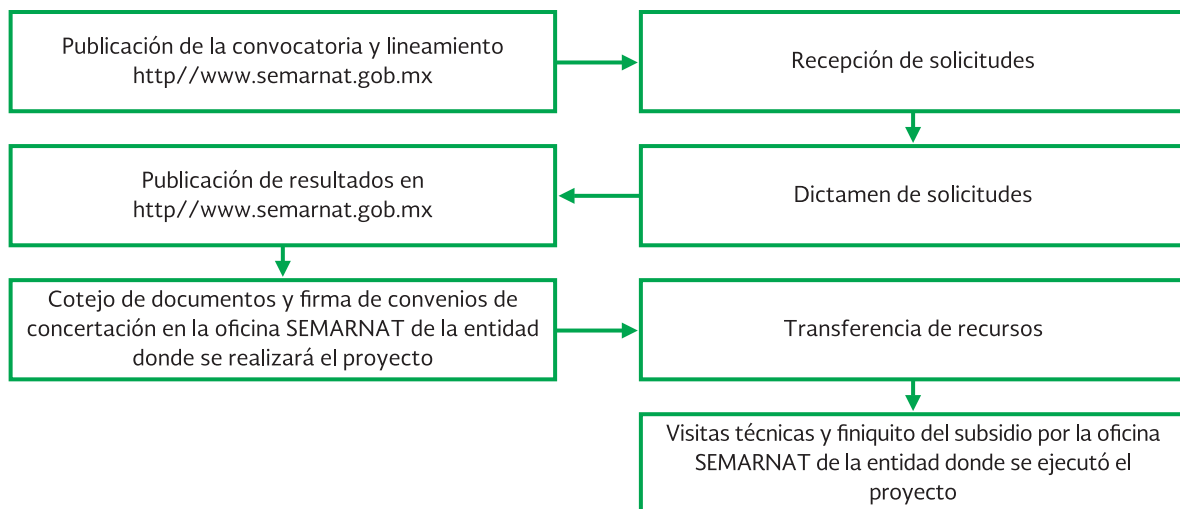 Publicación de la convocatoria y lineamiento
http//www.semarnat.gob.mx
Recepción de solicitudes
Dictamen de solicitudes
Publicación de resultados en
http//www.semarnat.gob.mx
Cotejo de documentos y firma de convenios de
concertación en la oficina SEMARNAT de la entidad
donde se realizará el proyecto
Transferencia de recursos
Visitas técnicas y finiquito del subsidio por la oficina
SEMARNAT de la entidad donde se ejecutó el
proyecto